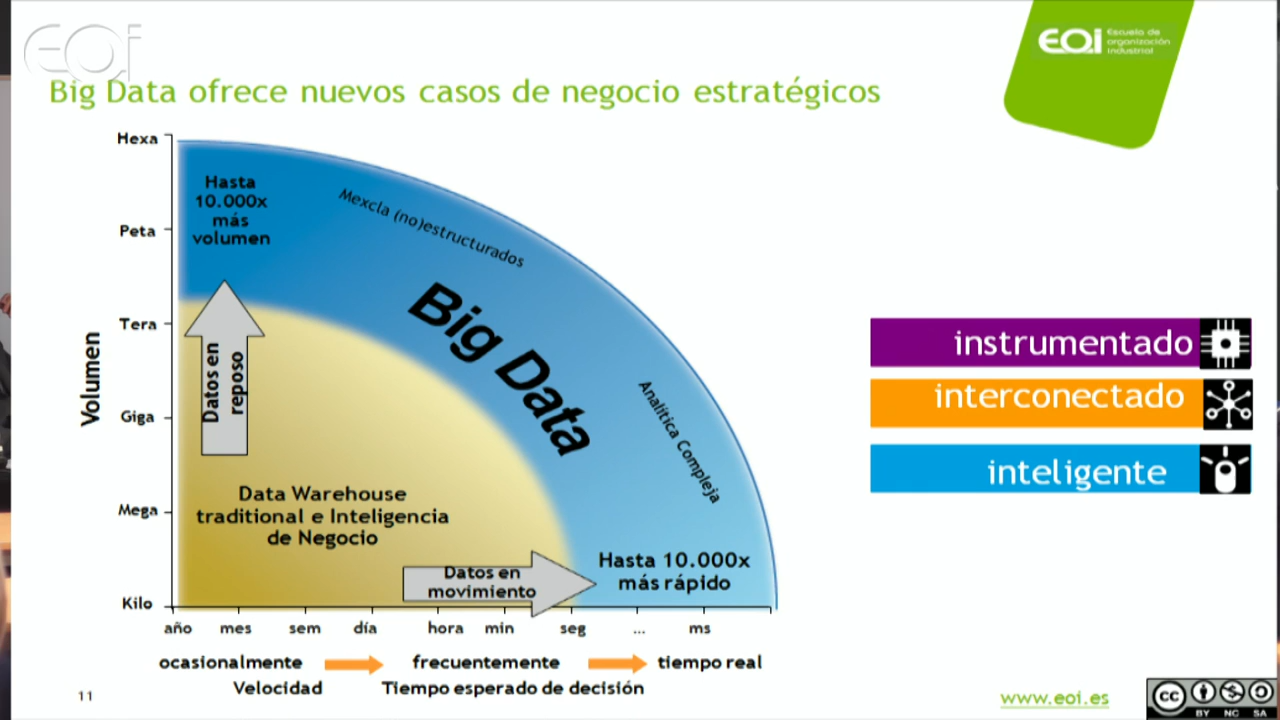 EOI
EOI Escuela de
organización
industrial
Big Data ofrece nuevos casos de negocio estratégicos
Hexa
Peta
Tera
Giga
Mega
Kilo
Volumen
Hasta
10.000x
más
volumen
Mexcla (no)estructurados
Big Data
Analítica Compleja
Datos en
reposo
Data Warehouse
traditional e Inteligencia
de Negocio
Datos en
movimiento
Hasta 10.000x
más rápido
año mes sem día hora min seg ... ms
ocasionalmente frecuentemente tiempo real
Velocidad Tiempo esperado de decisión
instrumentado
interconectado
inteligente
11
www.eoi.es
cc
BY NC SA